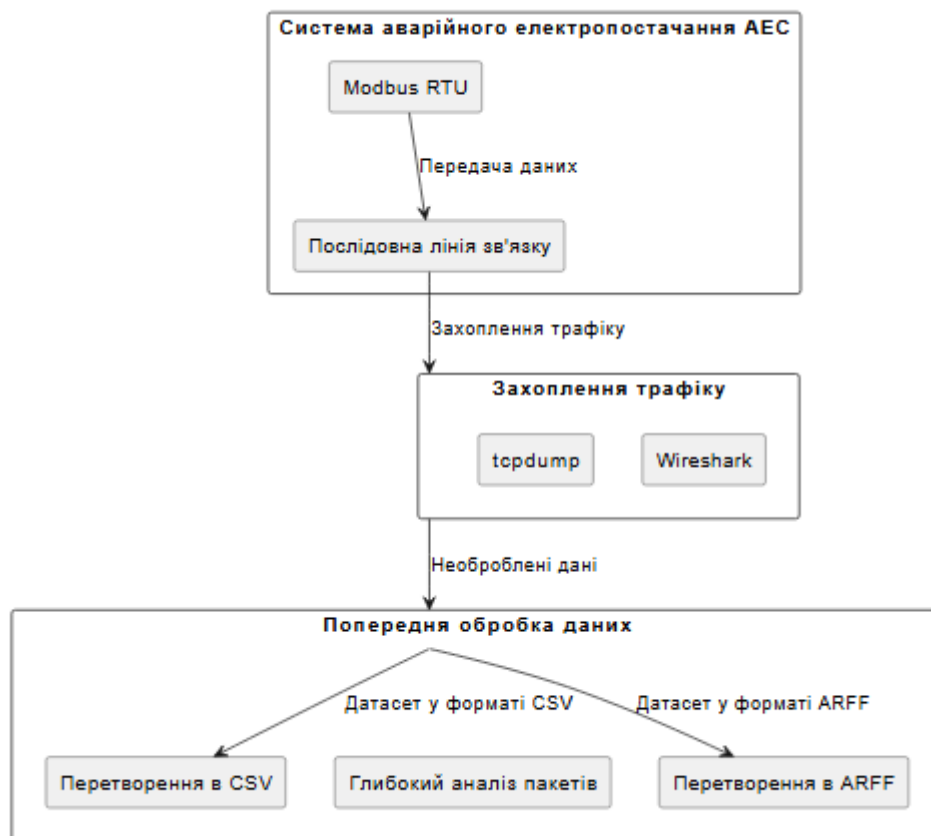 Система аварійного електропостачання АЕС
Modbus RTU
Передача даних
Послідовна лінія зв'язку
Захоплення трафіку
Захоплення трафіку
tcpdump
Wireshark
Необроблені дані
Попередня обробка даних
Датасет у форматі CSV
Датасет у форматі ARFF
Перетворення в CSV
Глибокий аналіз пакетів
Перетворення в ARFF